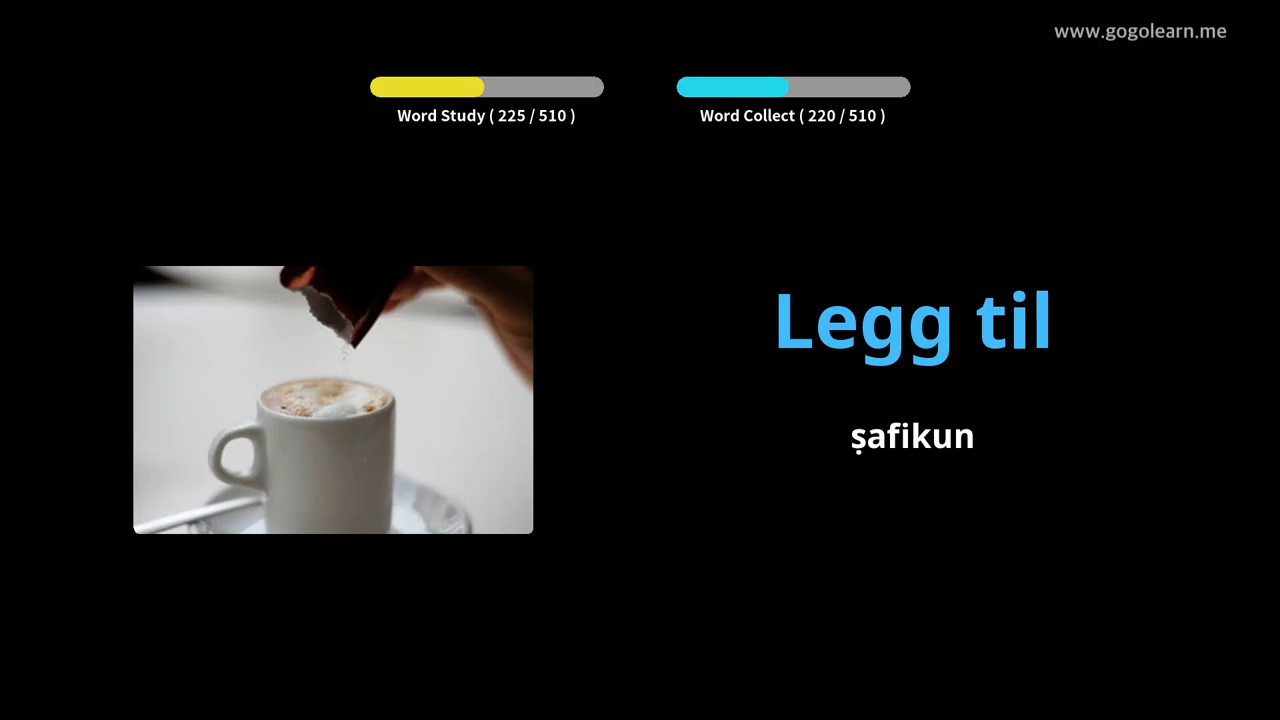 www.gogolearn.me
Word Study ( 225 / 510 )
Word Collect ( 220 / 510 )
Legg til
ṣafikun